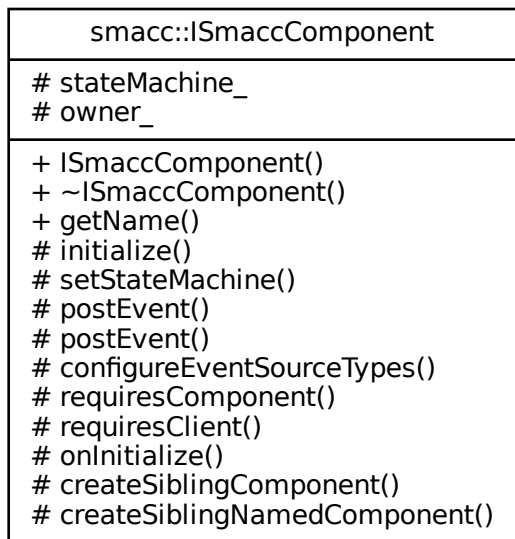 smacc::ISmaccComponent
# stateMachine_
# owner_
+ ISmaccComponent()
+ ~ISmaccComponent()
+ getName()
# initialize()
# setStateMachine()
# postEvent()
# postEvent()
# configureEventSourceTypes()
# requiresComponent()
# requiresClient()
# onInitialize()
# createSiblingComponent()
# createSiblingNamedComponent()